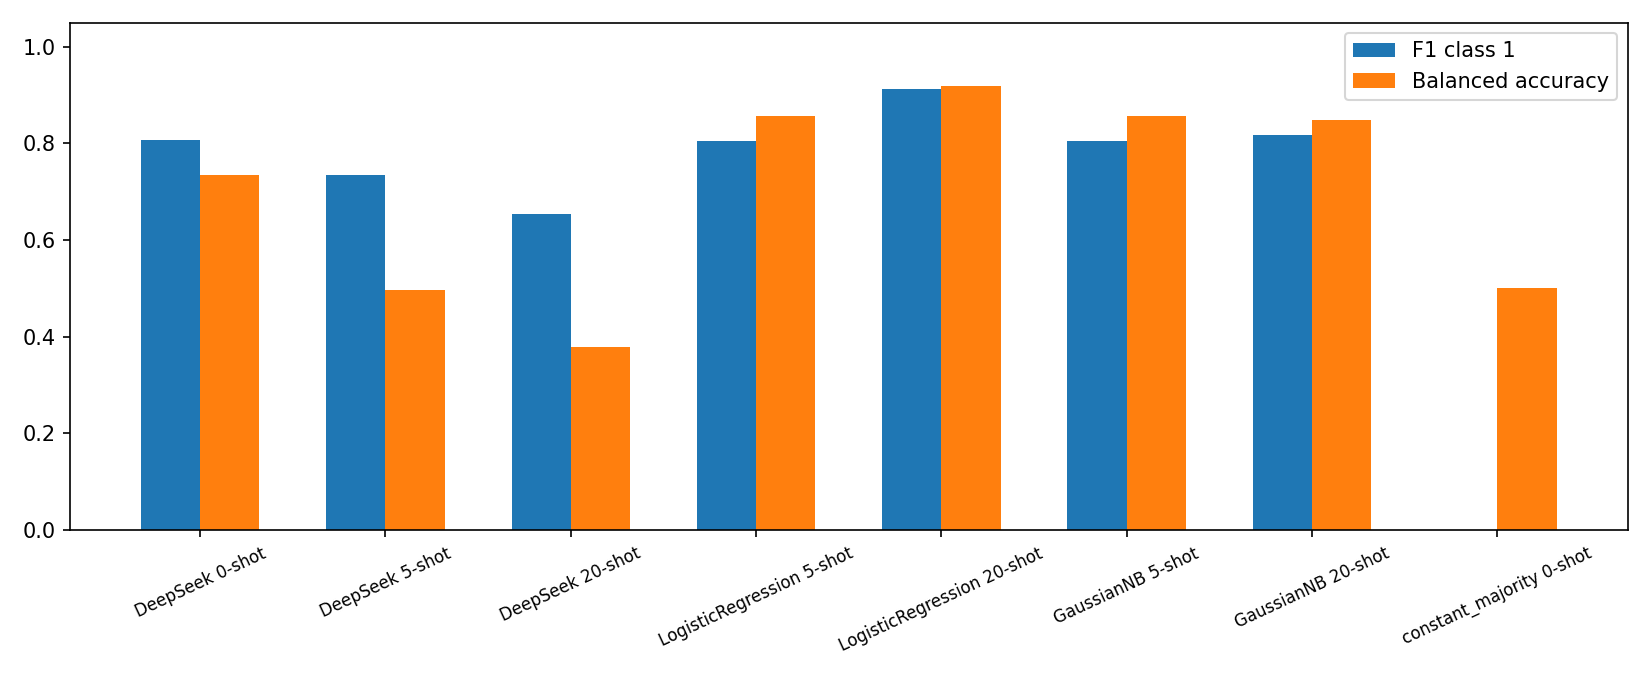 1.0
0.8
0.6
0.4
0.2
0.0
F1 class 1
Balanced accuracy
DeepSeek 0-shot
DeepSeek 5-shot
DeepSeek 20-shot
LogisticRegression 5-shot
LogisticRegression 20-shot
GaussianNB 5-shot
GaussianNB 20-shot
constant_majority 0-shot